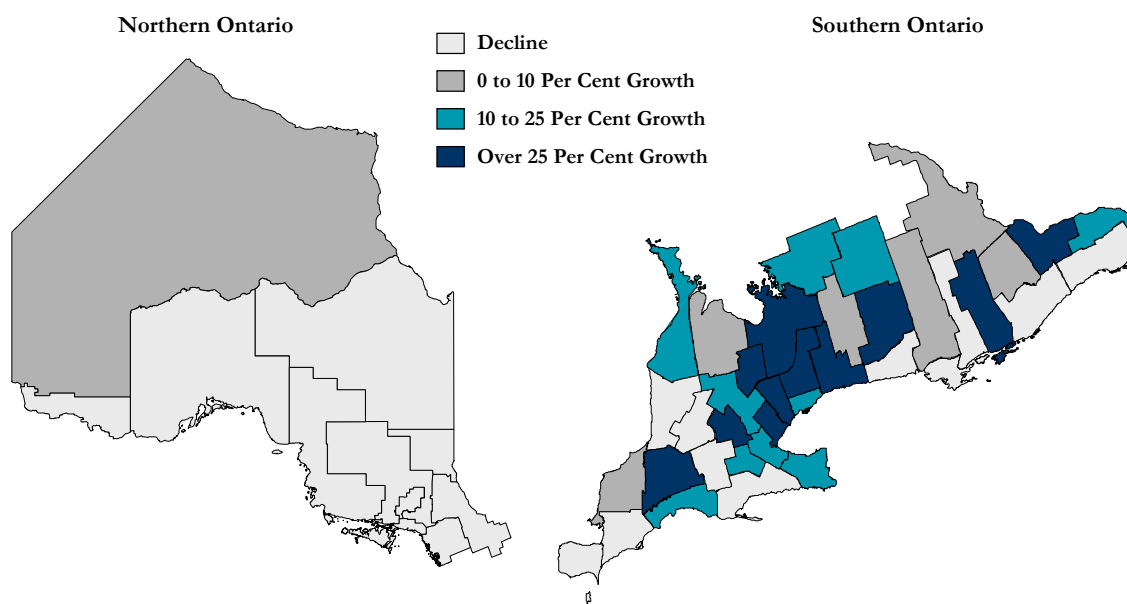 Northern Ontario
Southern Ontario
Decline
0 to 10 Per Cent Growth
10 to 25 Per Cent Growth
Over 25 Per Cent Growth